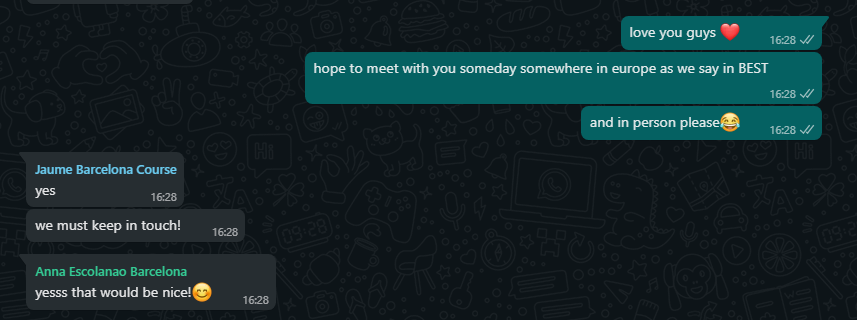 love you guys ❤️
16:28
hope to meet with you someday somewhere in europe as we say in BEST
16:28
and in person please😂
16:28
Jaume Barcelona Course
yes
16:28
we must keep in touch!
16:28
Anna Escolanao Barcelona
yesss that would be nice!😊
16:28